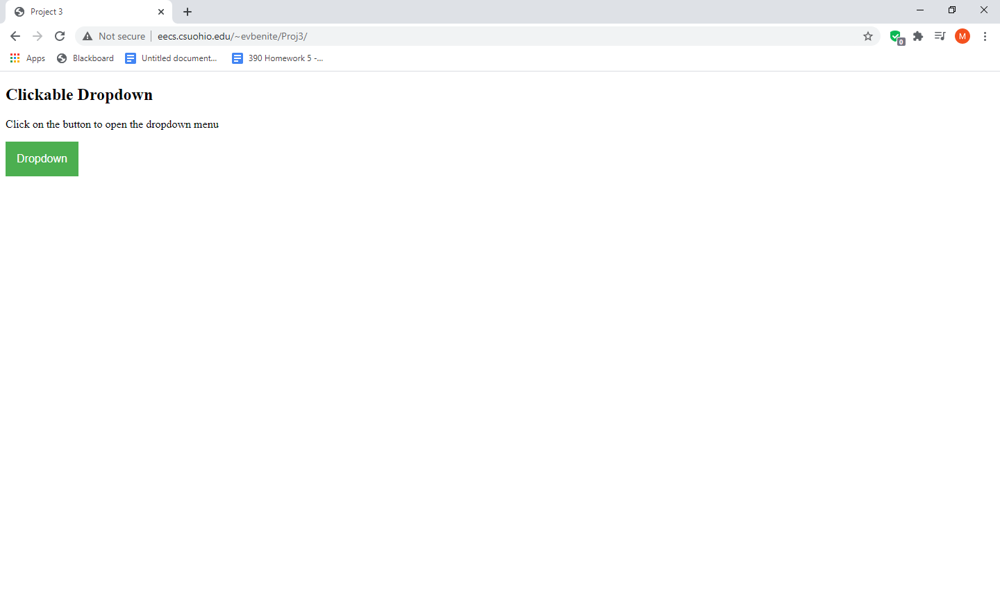 Project 3
Not secure eecs.csuohio.edu/~evbenite/Proj3/ 0 M
Apps Blackboard Untitled document... 390 Homework 5 -...
Clickable Dropdown
Click on the button to open the dropdown menu
Dropdown